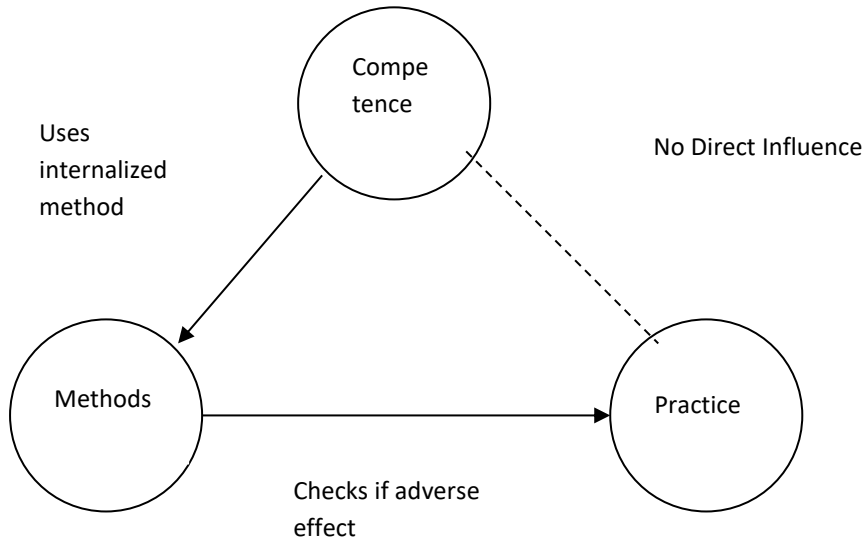 Compe
tence
Uses
internalized
method
No Direct Influence
Methods
Practice
Checks if adverse
effect